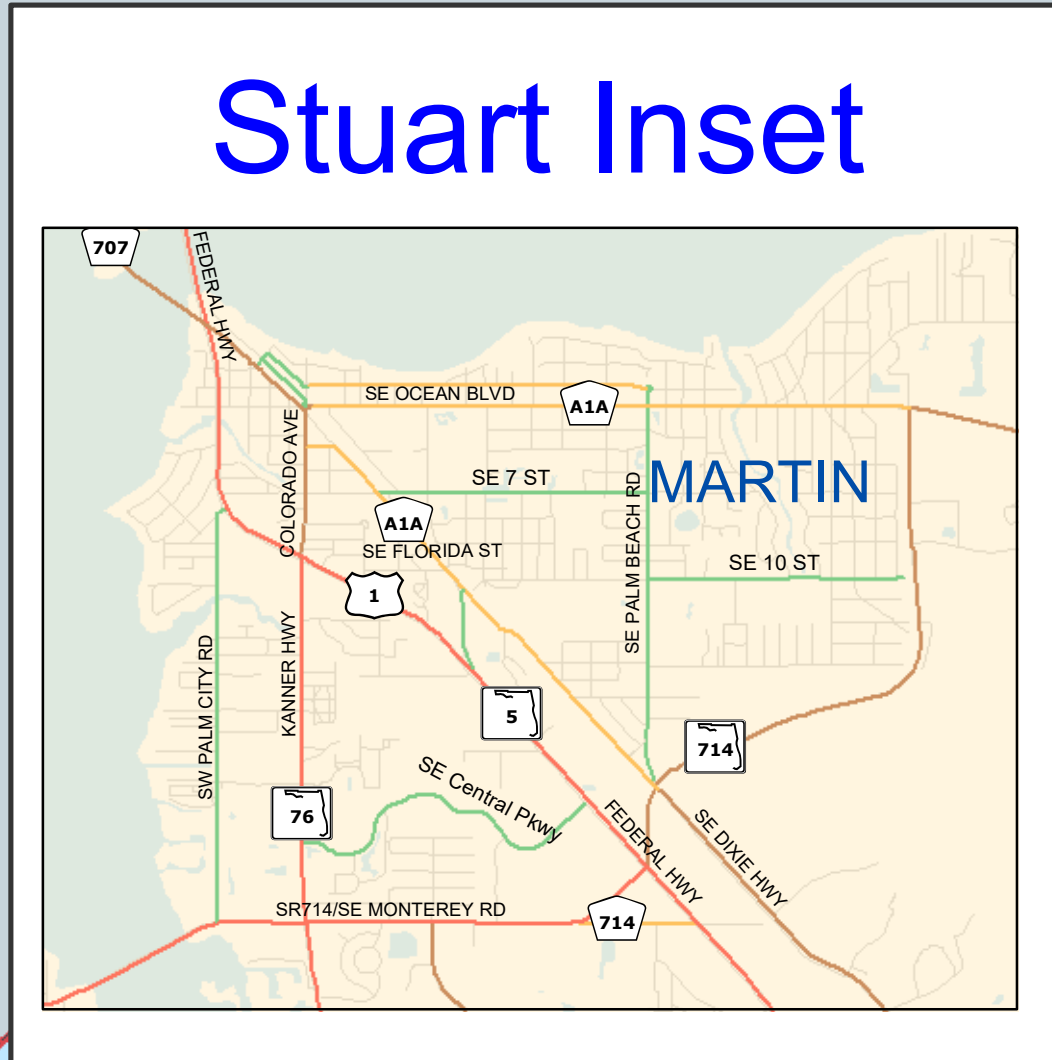 Stuart Inset
707
FEDERAL HWY
SE OCEAN BLVD
A1A
COLORADO AVE
SE 7 ST
MARTIN
A1A
SE FLORIDA ST
SE PALM BEACH RD
SE 10 ST
1
SW PALM CITY RD
KANNER HWY
5
714
76
SE Central Pkwy
FEDERAL HWY
SE DIXIE HWY
SR714/SE MONTEREY RD
714